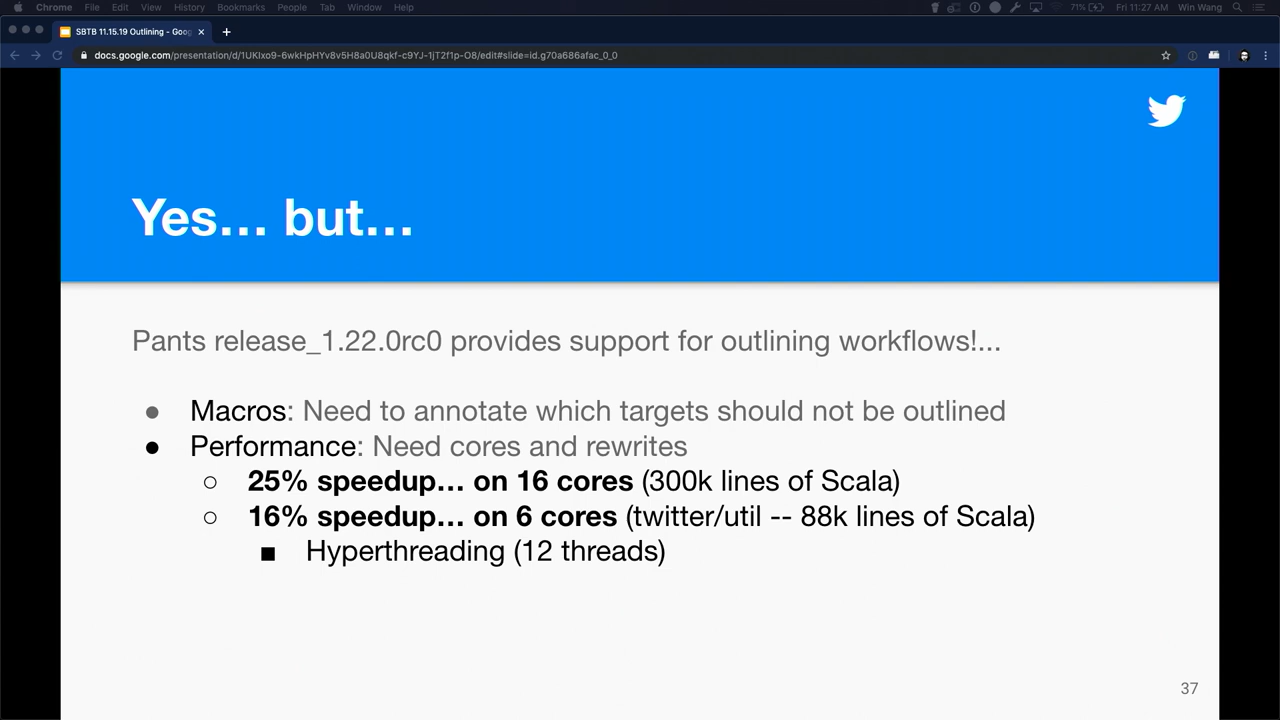 Chrome File Edit View History Bookmarks People Tab Window Help 71% Fri 11:27 AM Win Wang
SBTB 11.15.19 Outlining - Goog
docs.google.com/presentation/d/1UKIxo9-6wkHpHYv8v5H8a0U8qkf-c9YJ-1jT2f1p-O8/edit#slide=id.g70a686afac_0_0
Yes... but...
Pants release_1.22.0rc0 provides support for outlining workflows!...
● Macros: Need to annotate which targets should not be outlined
● Performance: Need cores and rewrites
○ 25% speedup... on 16 cores (300k lines of Scala)
○ 16% speedup... on 6 cores (twitter/util -- 88k lines of Scala)
■ Hyperthreading (12 threads)
37